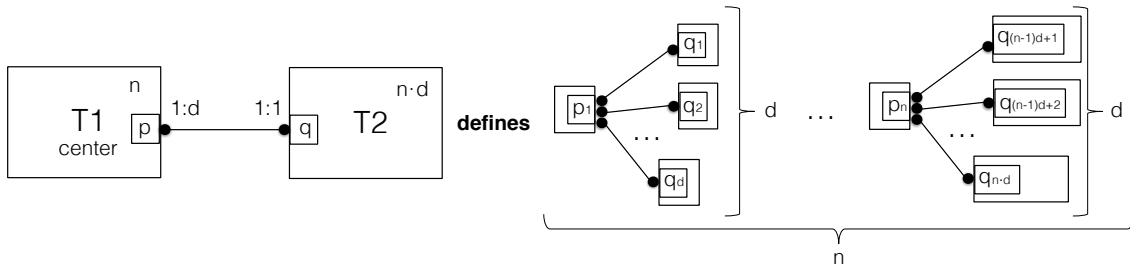 n
T1
center
p
1:d
1:1
q
n·d
T2
defines
p1
q1
q2
...
qd
d
...
pn
q(n-1)d+1
q(n-1)d+2
...
qn·d
d
n